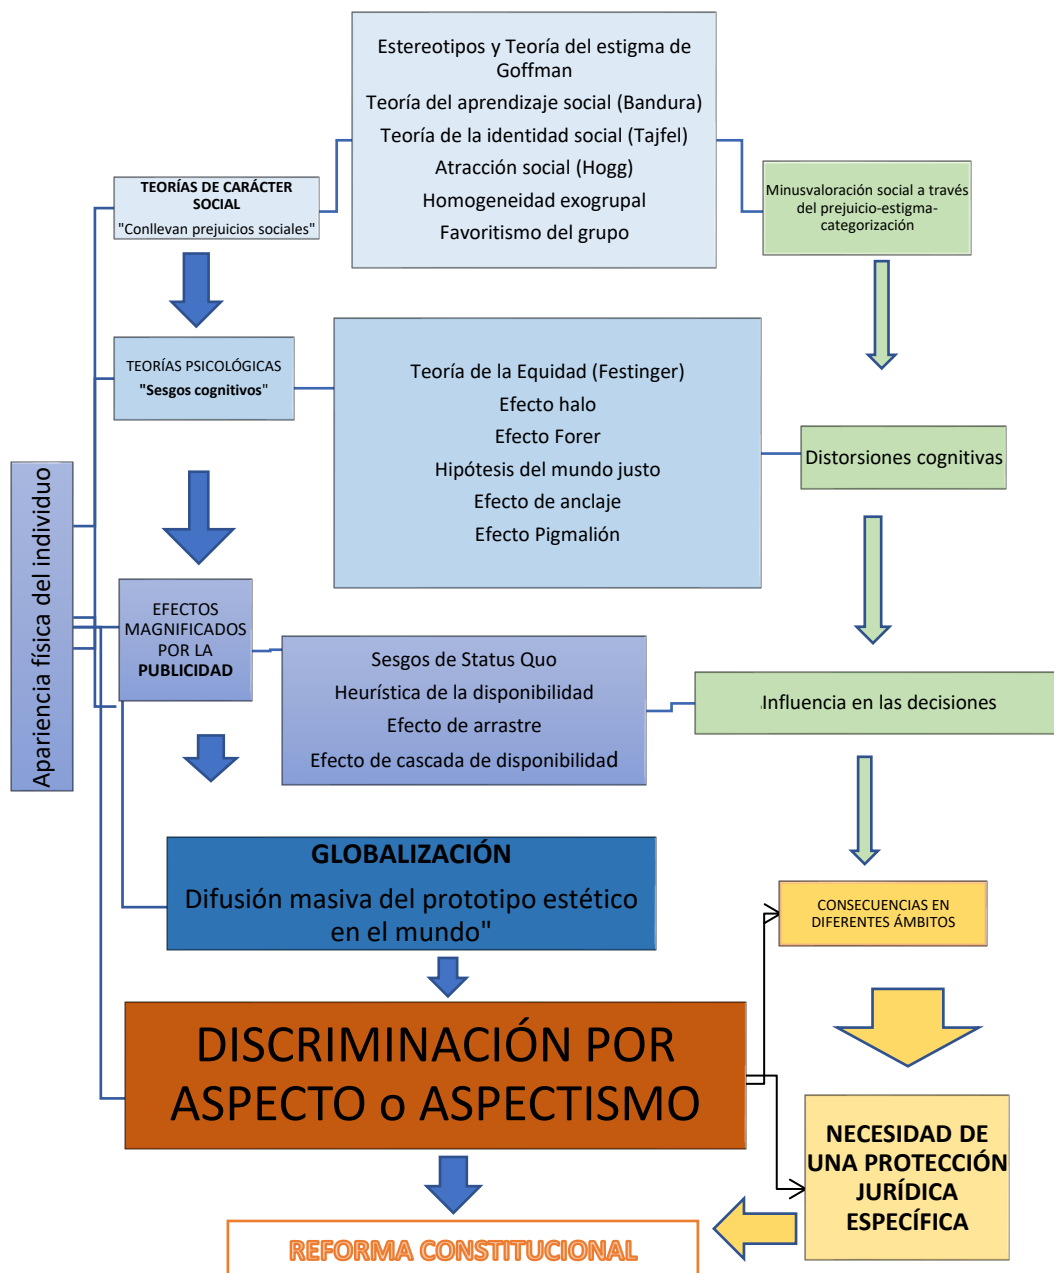 Estereotipos y Teoría del estigma de
Goffman
Teoría del aprendizaje social (Bandura)
Teoría de la identidad social (Tajfel)
Atracción social (Hogg)
Homogeneidad exogrupal
Favoritismo del grupo
TEORÍAS DE CARÁCTER
SOCIAL
"Conllevan prejuicios sociales"
Minusvaloración social a través
del prejuicio-estigma-
categorización
TEORÍAS PSICOLÓGICAS
"Sesgos cognitivos"
Teoría de la Equidad (Festinger)
Efecto halo
Efecto Forer
Hipótesis del mundo justo
Efecto de anclaje
Efecto Pigmalión
Distorsiones cognitivas
Apariencia física del individuo
EFECTOS
MAGNIFICADOS
POR LA
PUBLICIDAD
Sesgos de Status Quo
Heurística de la disponibilidad
Efecto de arrastre
Efecto de cascada de disponibilidad
Influencia en las decisiones
GLOBALIZACIÓN
Difusión masiva del prototipo estético
en el mundo"
CONSECUENCIAS EN
DIFERENTES ÁMBITOS
DISCRIMINACIÓN POR
ASPECTO o ASPECTISMO
NECESIDAD DE
UNA PROTECCIÓN
JURÍDICA
ESPECÍFICA
REFORMA CONSTITUCIONAL